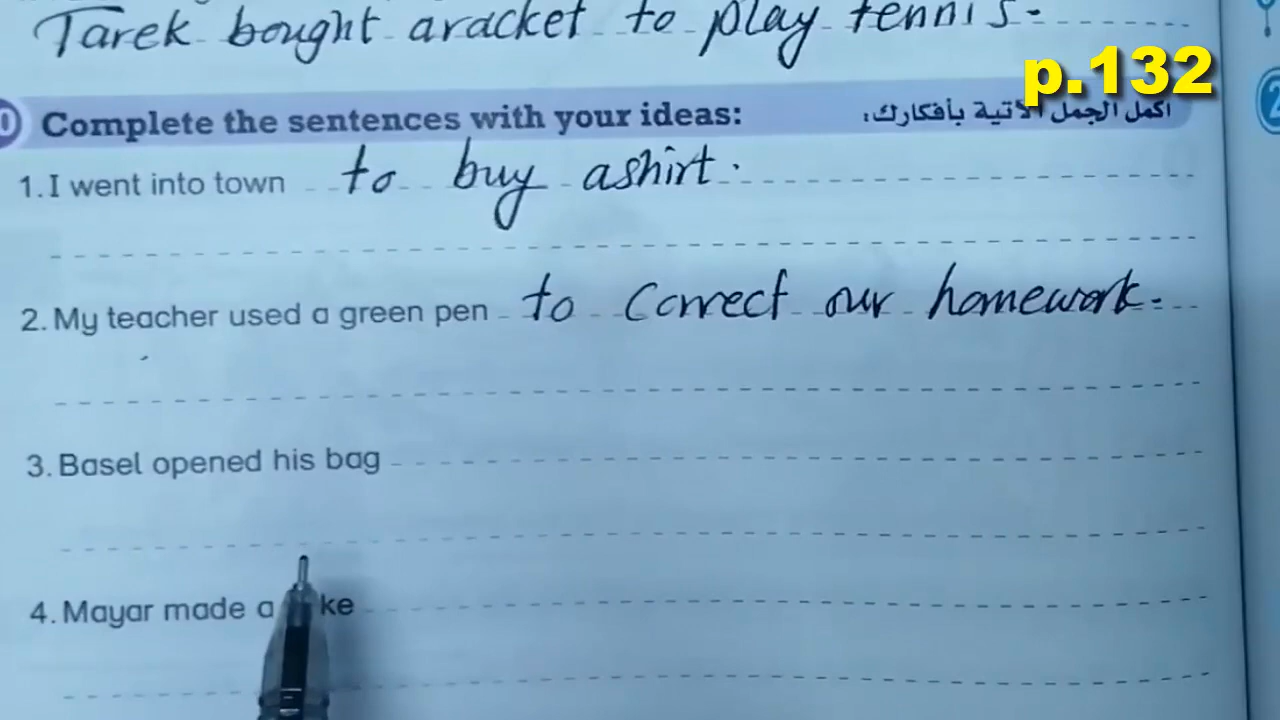 Tarek bought aracket to play tennis.
p.132
Complete the sentences with your ideas: اكمل الجمل الآتية بأفكارك:
1. I went into town to buy ashirt.
2. My teacher used a green pen to correct our homework.
3. Basel opened his bag
4. Mayar made a ke